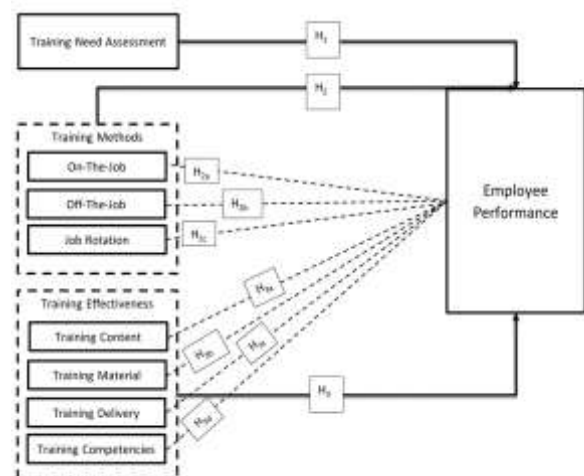 Training Need Assessment
H₁
H₂
Training Methods
On-The-Job
H₂ₐ
Off-The-Job
H₂b
Job Rotation
H₂c
Employee
Performance
Training Effectiveness
H₃ₐ
Training Content
H₃b
H₃c
Training Material
Training Delivery
H₃
H₃d
Training Competencies